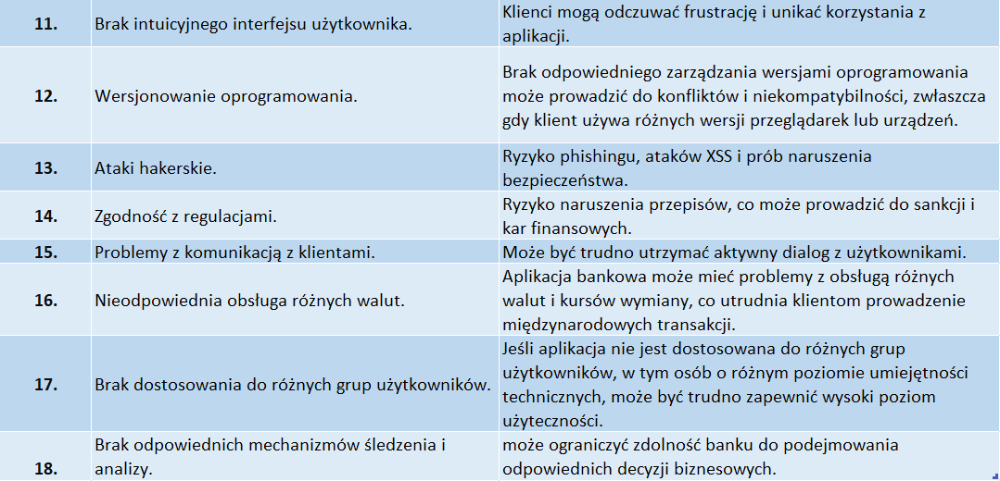 11.
Brak intuicyjnego interfejsu użytkownika.
Klienci mogą odczuwać frustrację i unikać korzystania z
aplikacji.
12.
Wersjonowanie oprogramowania.
Brak odpowiedniego zarządzania wersjami oprogramowania
może prowadzić do konfliktów i niekompatybilności, zwłaszcza
gdy klient używa różnych wersji przeglądarek lub urządzeń.
13.
Ataki hakerskie.
Ryzyko phishingu, ataków XSS i prób naruszenia
bezpieczeństwa.
14.
Zgodność z regulacjami.
Ryzyko naruszenia przepisów, co może prowadzić do sankcji i
kar finansowych.
15.
Problemy z komunikacją z klientami.
Może być trudno utrzymać aktywny dialog z użytkownikami.
16.
Nieodpowiednia obsługa różnych walut.
Aplikacja bankowa może mieć problemy z obsługą różnych
walut i kursów wymiany, co utrudnia klientom prowadzenie
międzynarodowych transakcji.
17.
Brak dostosowania do różnych grup użytkowników.
Jeśli aplikacja nie jest dostosowana do różnych grup
użytkowników, w tym osób o różnym poziomie umiejętności
technicznych, może być trudno zapewnić wysoki poziom
użyteczności.
18.
Brak odpowiednich mechanizmów śledzenia i
analizy.
może ograniczyć zdolność banku do podejmowania
odpowiednich decyzji biznesowych.